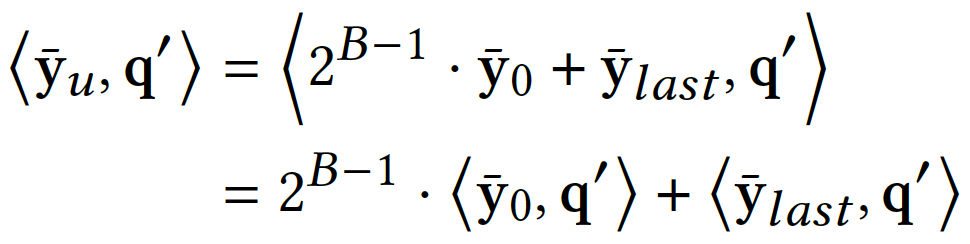 ⟨ȳ_u, q′⟩ = ⟨2^{B−1} · ȳ_0 + ȳ_{last}, q′⟩
= 2^{B−1} · ⟨ȳ_0, q′⟩ + ⟨ȳ_{last}, q′⟩